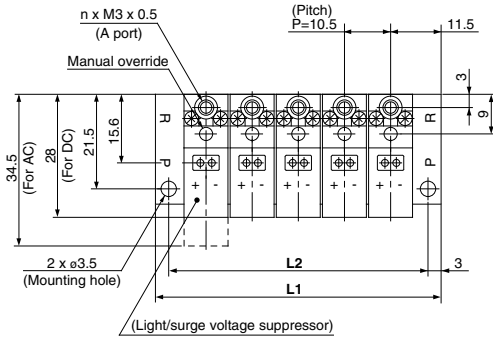 n x M3 x 0.5
(A port)
Manual override
(Pitch)
P=10.5
11.5
3
9
34.5
(For AC)
28
(For DC)
21.5
15.6
R
P
R
P
+ -
+ -
+ -
+ -
+ -
2 x ø3.5
(Mounting hole)
L2
3
L1
(Light/surge voltage suppressor)